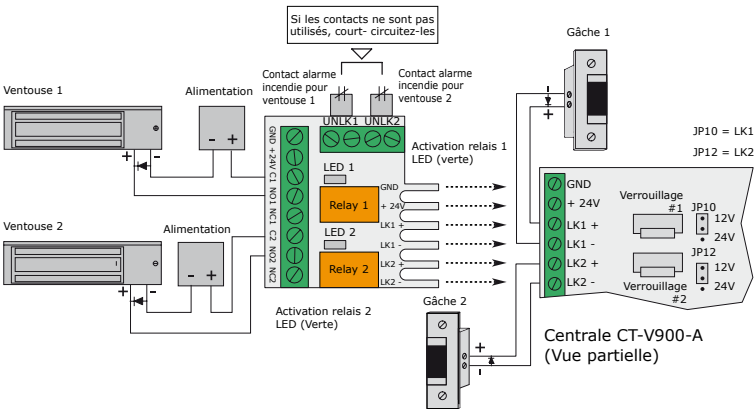 Si les contacts ne sont pas
utilisés, court- circuitez-les
Gâche 1
Ventouse 1
Alimentation
- +
+ -
Contact alarme
incendie pour
ventouse 1
Contact alarme
incendie pour
ventouse 2
UNLK1 UNLK2
GND
+ 24V
C1
NO1
NC1
C2
NO2
NC2
LED 1
Relay 1
LED 2
Relay 2
GND
+ 24V
LK1 +
LK1 -
LK2 +
LK2 -
Activation relais 1
LED (verte)
- +
JP10 = LK1
JP12 = LK2
GND
+ 24V
LK1 +
LK1 -
LK2 +
LK2 -
Verrouillage
#1
JP10
12V
24V
JP12
12V
24V
Verrouillage
#2
Ventouse 2
Alimentation
- +
+ -
Activation relais 2
LED (Verte)
Gâche 2
+
-
Centrale CT-V900-A
(Vue partielle)